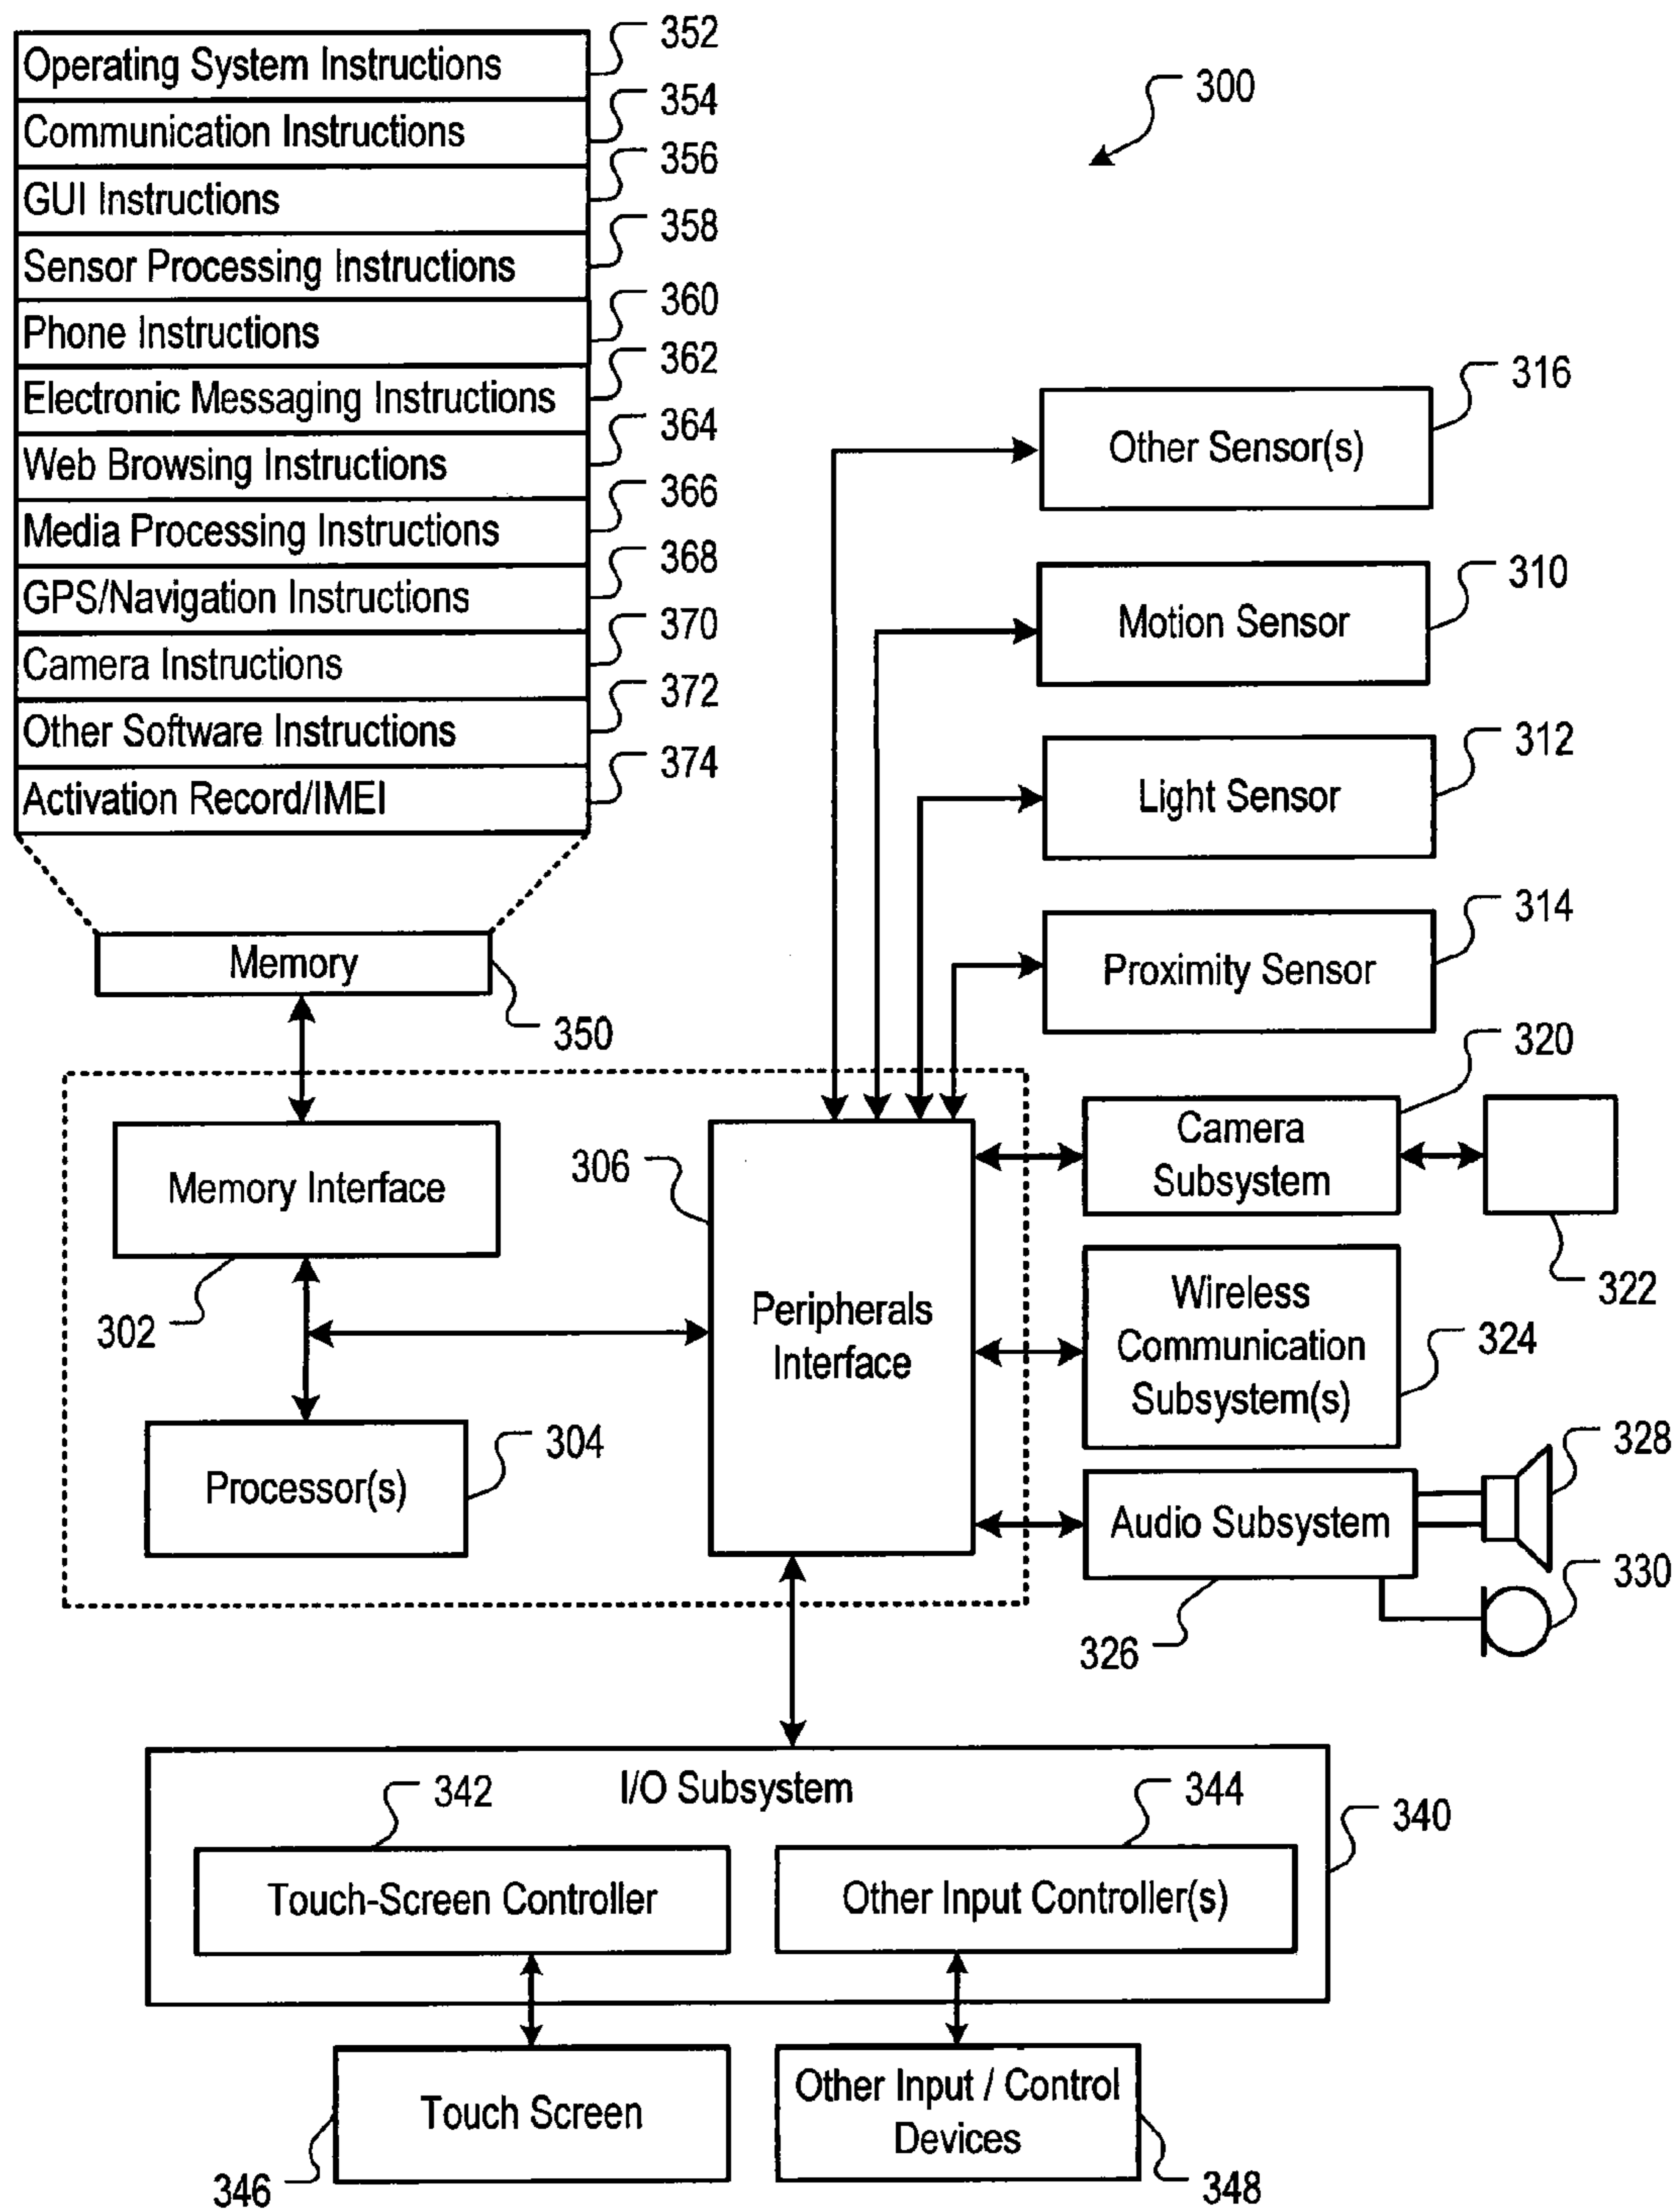 352
Operating System Instructions
300
354
Communication Instructions
356
GUI Instructions
358
Sensor Processing Instructions
360
Phone Instructions
362
Electronic Messaging Instructions
364
Web Browsing Instructions
366
Media Processing Instructions
368
GPS/Navigation Instructions
370
Camera Instructions
372
Other Software Instructions
374
Activation Record/IMEI
316
Other Sensor(s)
310
Motion Sensor
312
Light Sensor
314
Proximity Sensor
Memory
350
320
Camera
Subsystem
322
Memory Interface
302
306
Peripherals
Interface
Wireless
Communication
Subsystem(s)
324
304
Processor(s)
328
Audio Subsystem
330
326
I/O Subsystem
342
344
340
Touch-Screen Controller
Other Input Controller(s)
Touch Screen
346
Other Input / Control
Devices
348